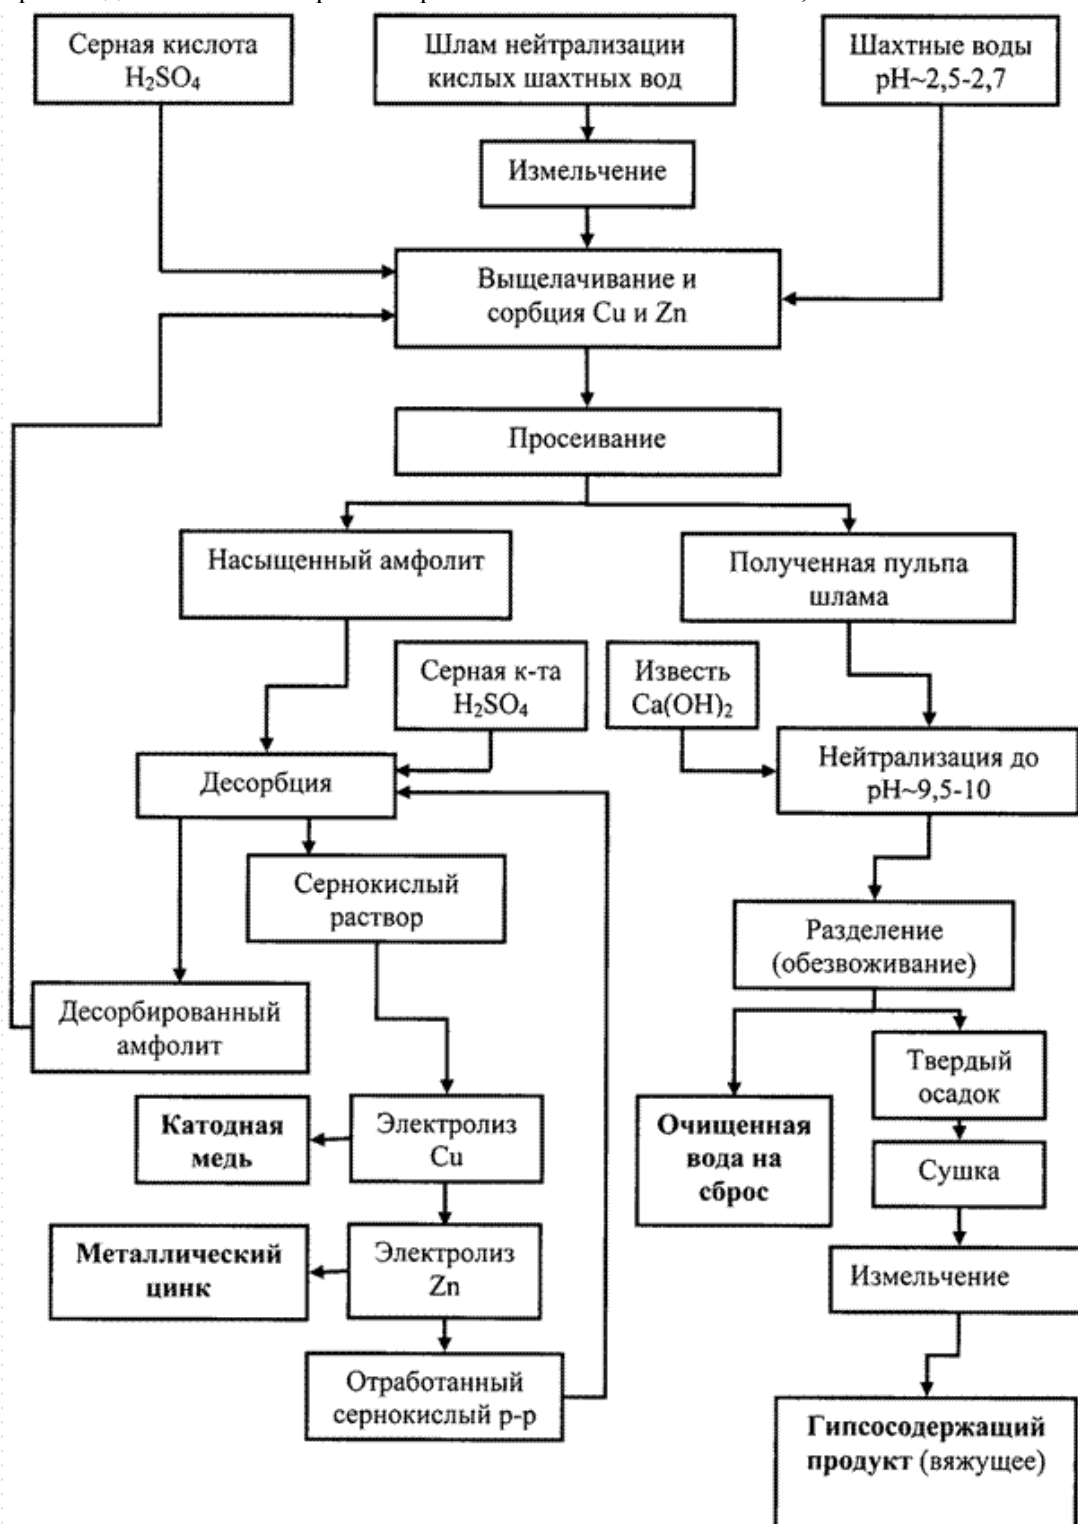 Серная кислота
H₂SO₄
Шлам нейтрализации
кислых шахтных вод
Шахтные воды
pH~2,5-2,7
Измельчение
Выщелачивание и
сорбция Cu и Zn
Просеивание
Насыщенный амфолит
Полученная пульпа
шлама
Серная к-та
H₂SO₄
Известь
Ca(OH)₂
Десорбция
Нейтрализация до
pH~9,5-10
Сернокислый
раствор
Разделение
(обезвоживание)
Десорбированный
амфолит
Твердый
осадок
Катодная
медь
Электролиз
Cu
Очищенная
вода на
сброс
Сушка
Металлический
цинк
Электролиз
Zn
Измельчение
Отработанный
сернокислый р-р
Гипсосодержащий
продукт (вяжущее)